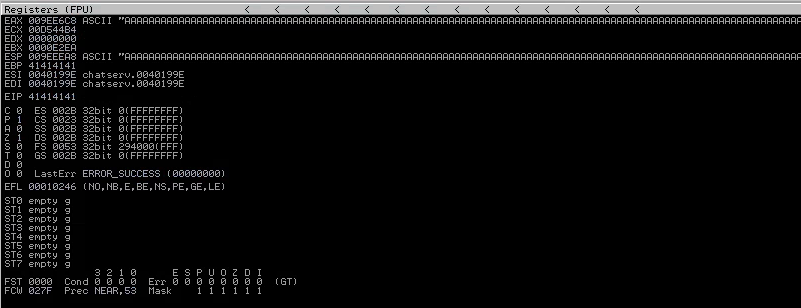 Registers (FPU) < < < < < < < < < < < < < <
EAX 009EE6C8 ASCII "AAAAAAAAAAAAAAAAAAAAAAAAAAAAAAAAAAAAAAAAAAAAAAAAAAAAAAAAAAAAAAAAAAAAAAAAAAAAAAAAAAAAAAAAAAAAAAAAAAAAAAAAAAAAA
ECX 00D544B4
EDX 00000000
EBX 0000E2EA
ESP 009EEEA8 ASCII "AAAAAAAAAAAAAAAAAAAAAAAAAAAAAAAAAAAAAAAAAAAAAAAAAAAAAAAAAAAAAAAAAAAAAAAAAAAAAAAAAAAAAAAAAAAAAAAAAAAAAAAAAAAAA
EBP 41414141
ESI 0040199E chatserv.0040199E
EDI 0040199E chatserv.0040199E
EIP 41414141
C 0 ES 002B 32bit 0(FFFFFFFF)
P 1 CS 0023 32bit 0(FFFFFFFF)
A 0 SS 002B 32bit 0(FFFFFFFF)
Z 1 DS 002B 32bit 0(FFFFFFFF)
S 0 FS 0053 32bit 294000(FFF)
T 0 GS 002B 32bit 0(FFFFFFFF)
D 0
O 0 LastErr ERROR_SUCCESS (00000000)
EFL 00010246 (NO,NB,E,BE,NS,PE,GE,LE)
ST0 empty g
ST1 empty g
ST2 empty g
ST3 empty g
ST4 empty g
ST5 empty g
ST6 empty g
ST7 empty g
3 2 1 0 E S P U O Z D I
FST 0000 Cond 0 0 0 0 Err 0 0 0 0 0 0 0 0 (GT)
FCW 027F Prec NEAR,53 Mask 1 1 1 1 1 1